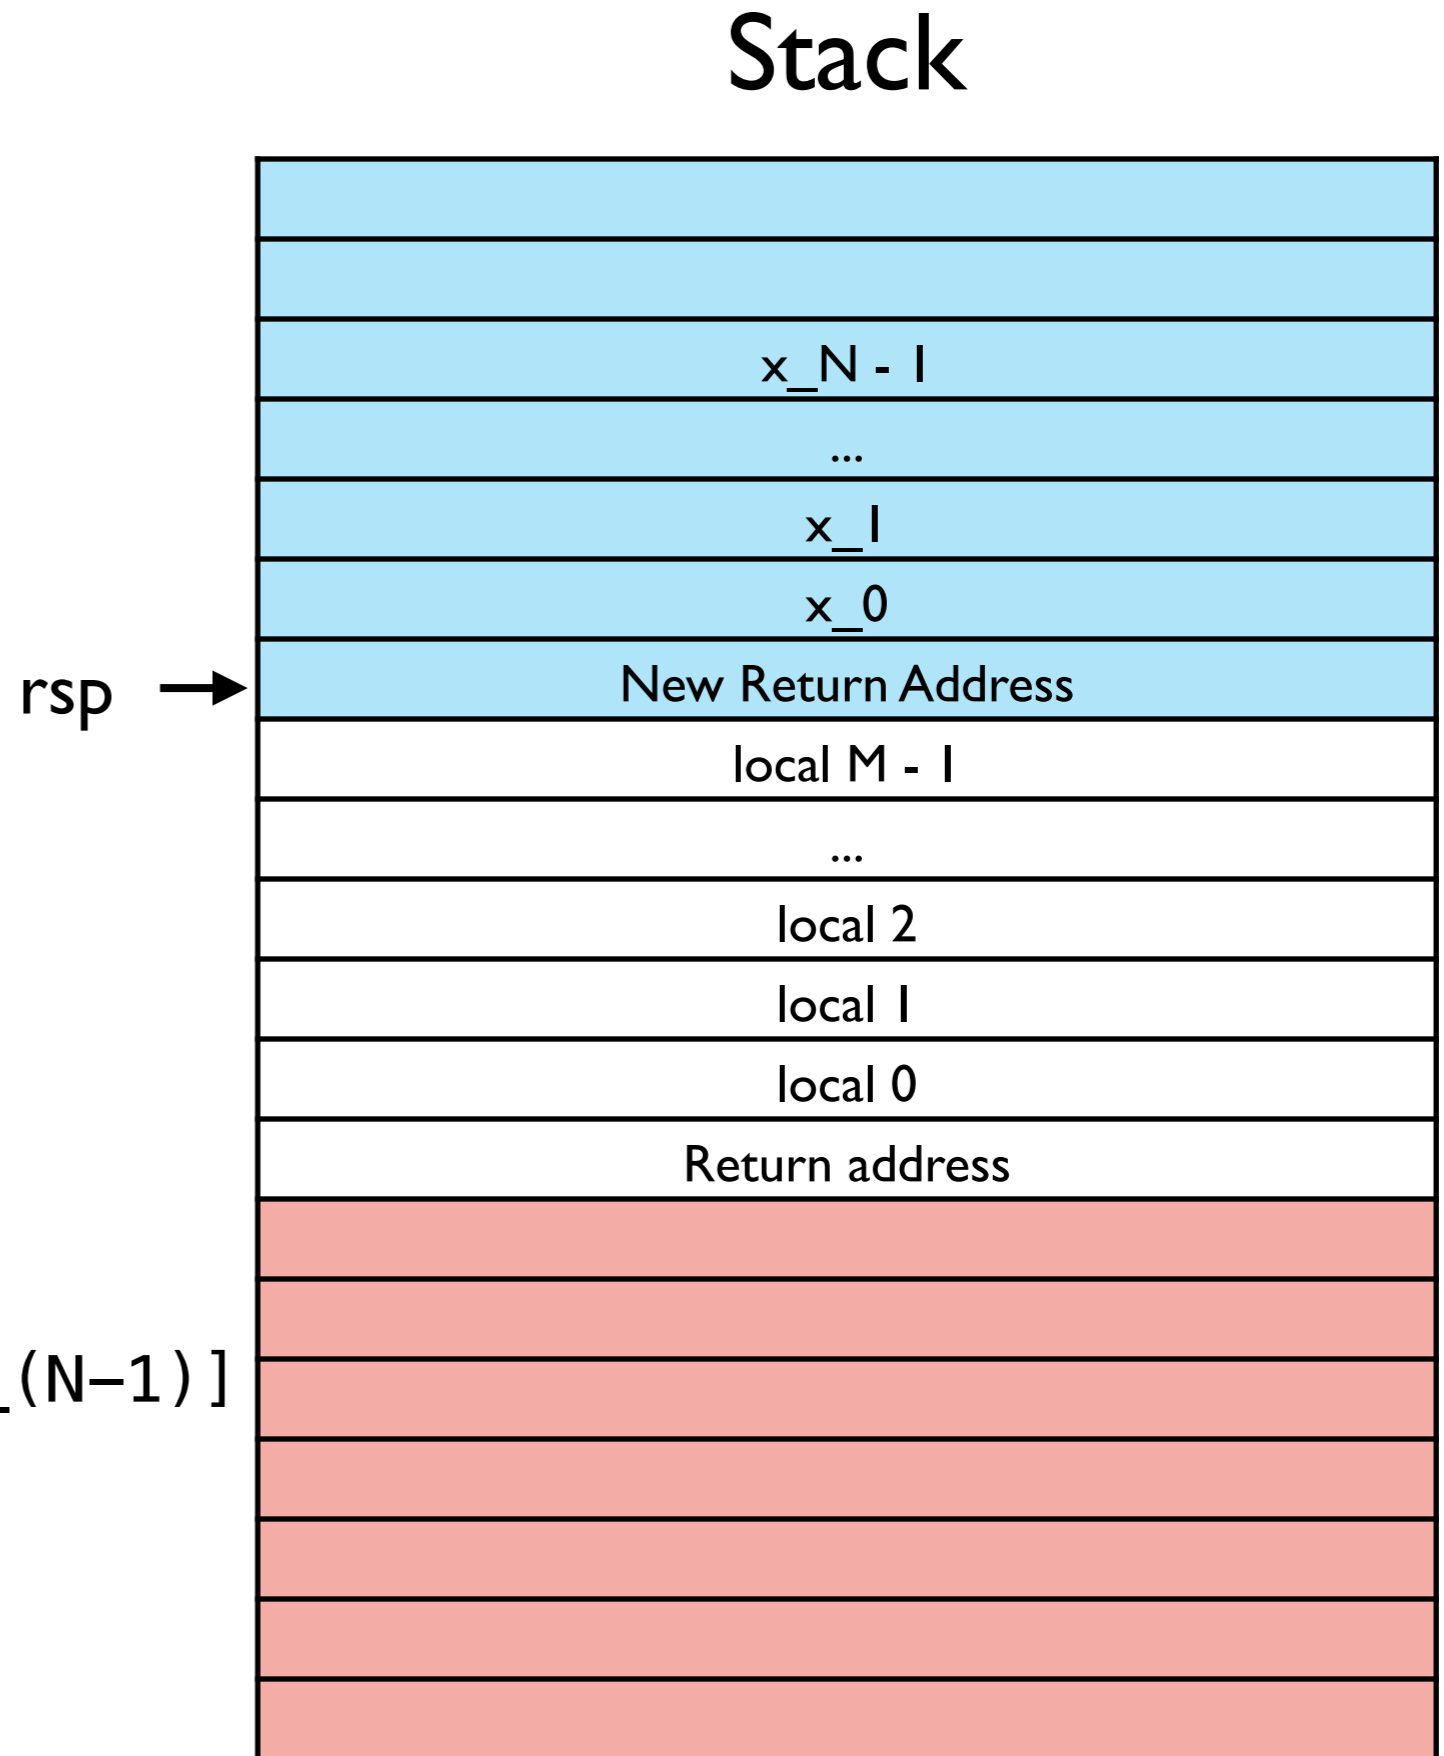 Stack
x_N - 1
...
x_1
x_0
rsp
New Return Address
local M - 1
...
local 2
local 1
local 0
Return address
_(N-1)]